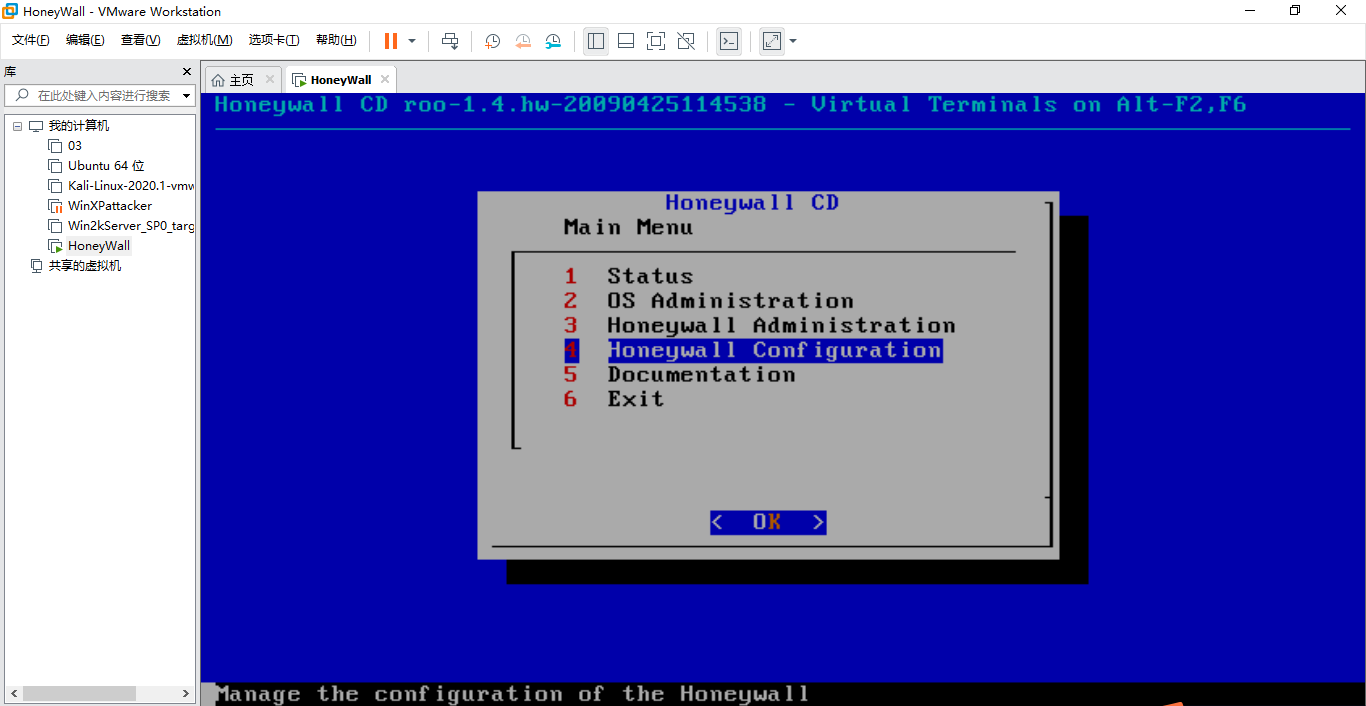 HoneyWall - VMware Workstation
文件(F) 编辑(E) 查看(V) 虚拟机(M) 选项卡(T) 帮助(H)
库
在此处键入内容进行搜索
我的计算机
03
Ubuntu 64 位
Kali-Linux-2020.1-vmw
WinXPattacker
Win2kServer_SP0_targ
HoneyWall
共享的虚拟机
主页
HoneyWall
Honeywall CD roo-1.4.hw-20090425114538 - Virtual Terminals on Alt-F2,F6
Honeywall CD
Main Menu
1 Status
2 OS Administration
3 Honeywall Administration
4 Honeywall Configuration
5 Documentation
6 Exit
< OK >
Manage the configuration of the Honeywall